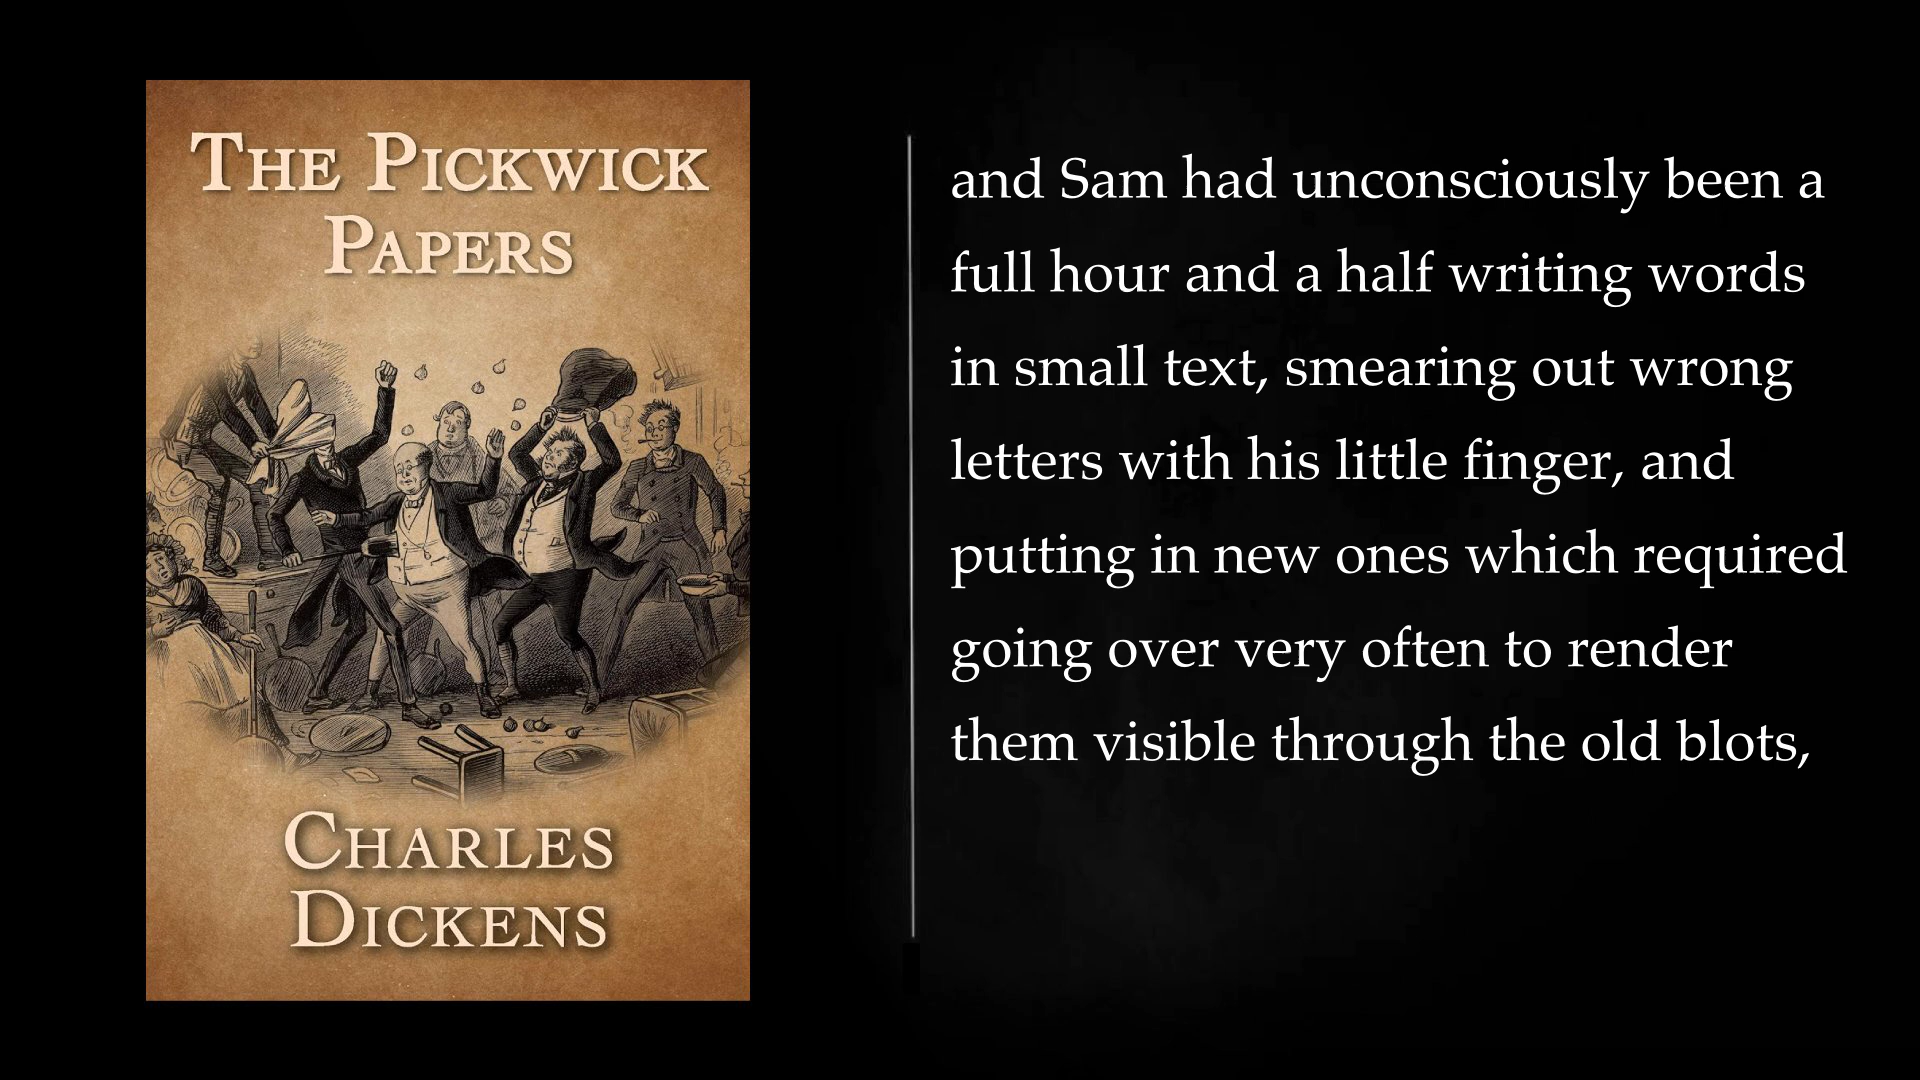 THE PICKWICK
PAPERS
CHARLES
DICKENS
and Sam had unconsciously been a
full hour and a half writing words
in small text, smearing out wrong
letters with his little finger, and
putting in new ones which required
going over very often to render
them visible through the old blots,